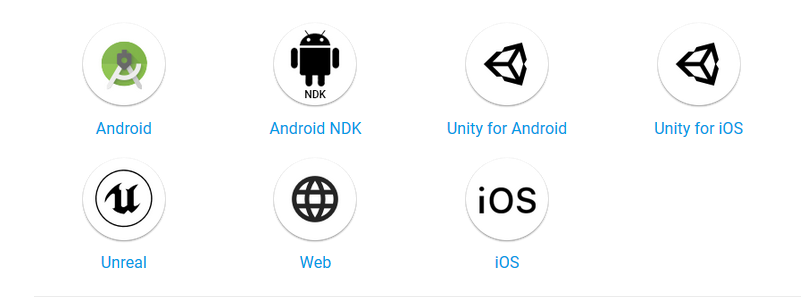 NDK
Android
Android NDK
Unity for Android
Unity for iOS
iOS
Unreal
Web
iOS